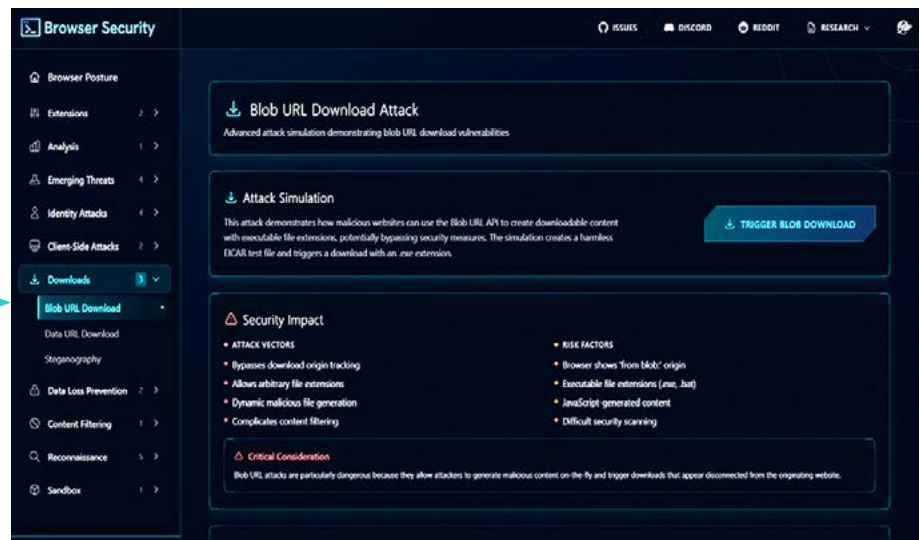 Browser Security
ISSUES
DISCORD
REDDIT
RESEARCH
Browser Posture
Extensions 2
Analysis 1
Emerging Threats 4
Identity Attacks 4
Client-Side Attacks 2
Downloads 3
Blob URL Download
Data URL Download
Steganography
Data Loss Prevention 2
Content Filtering 1
Reconnaissance 5
Sandbox 1
Blob URL Download Attack
Advanced attack simulation demonstrating blob URL download vulnerabilities
Attack Simulation
This attack demonstrates how malicious websites can use the Blob URL API to create downloadable content
with executable file extensions, potentially bypassing security measures. The simulation creates a harmless
EICAR test file and triggers a download with an .exe extension.
TRIGGER BLOB DOWNLOAD
Security Impact
• ATTACK VECTORS
• Bypasses download origin tracking
• Allows arbitrary file extensions
• Dynamic malicious file generation
• Complicates content filtering
• RISK FACTORS
• Browser shows 'from blob:' origin
• Executable file extensions (.exe, .bat)
• JavaScript-generated content
• Difficult security scanning
Critical Consideration
Blob URL attacks are particularly dangerous because they allow attackers to generate malicious content on-the-fly and trigger downloads that appear disconnected from the originating website.